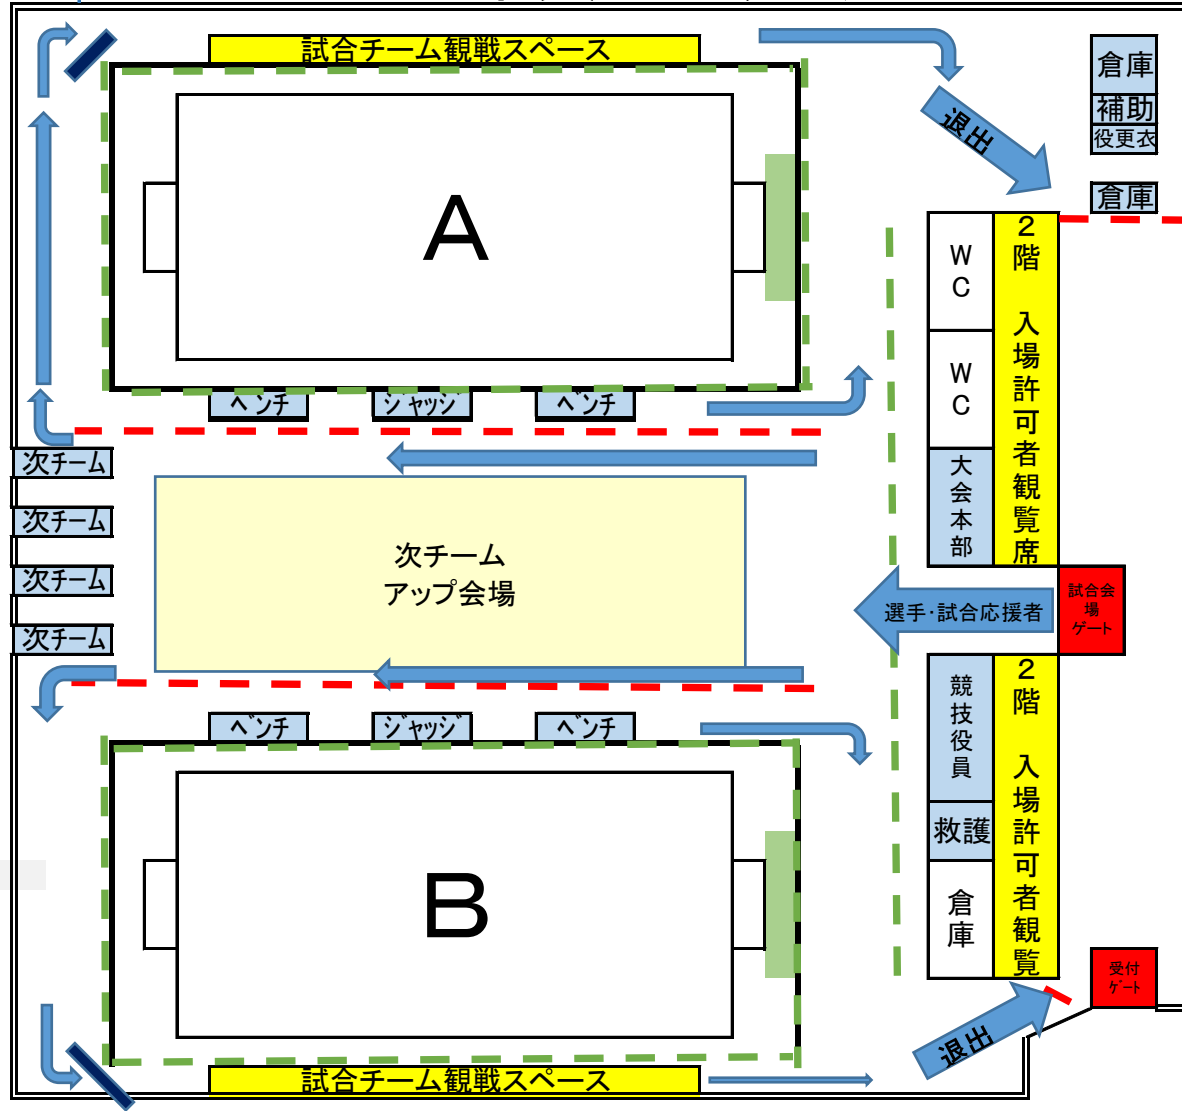 試合チーム観戦スペース
倉庫
補助
役更衣
退出
倉庫
A
WC
WC
大会本部
2階 入場許可者観覧席
ベンチ
ジャッジ
ベンチ
次チーム
次チーム
次チーム
次チーム
次チーム
アップ会場
選手・試合応援者
試合会
場
ゲート
ベンチ
ジャッジ
ベンチ
競技役員
救護
倉庫
2階 入場許可者観覧
B
受付
ゲート
退出
試合チーム観戦スペース